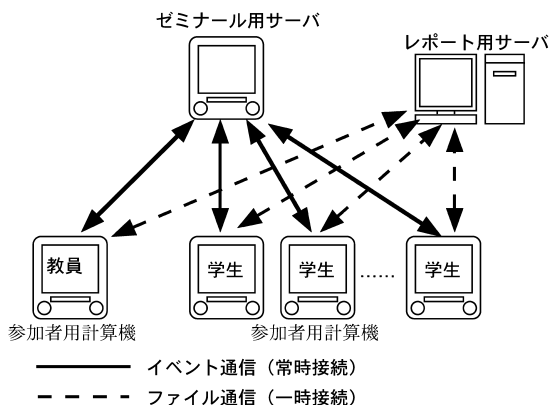 ゼミナール用サーバ
レポート用サーバ
教員
学生
学生
……
学生
参加者用計算機
参加者用計算機
イベント通信（常時接続）
ファイル通信（一時接続）